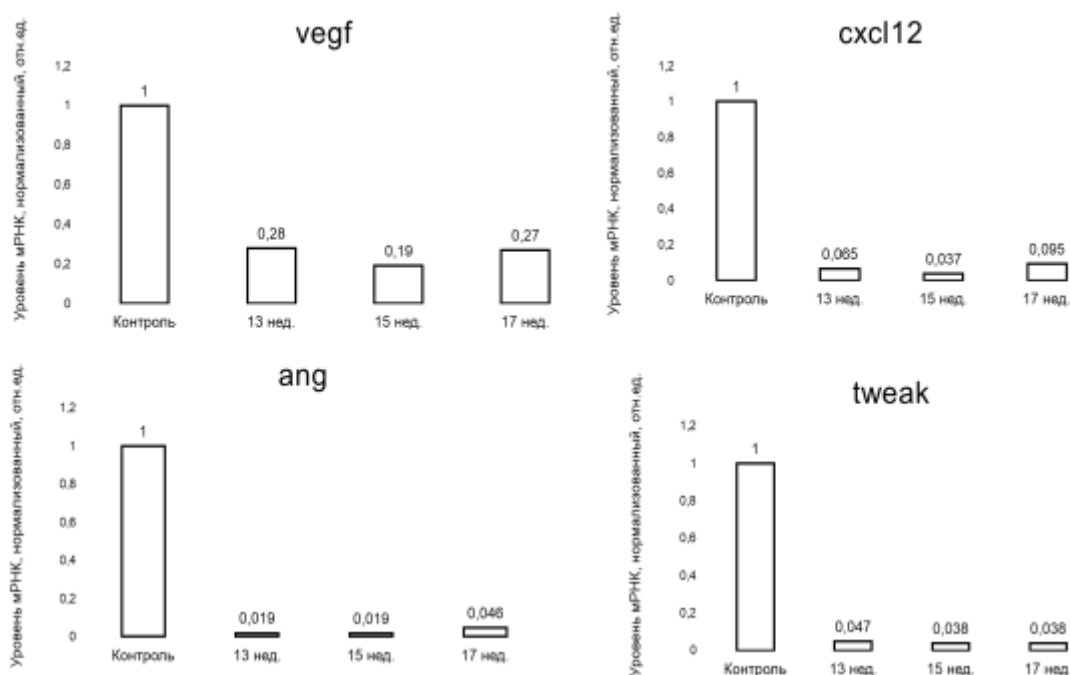 vegf
Уровень мРНК, нормализованный, отн.ед.
1,2
1
0,8
0,6
0,4
0,2
0
1
0,28
0,19
0,27
Контроль
13 нед.
15 нед.
17 нед.
cxcl12
Уровень мРНК, нормализованный, отн.ед.
1,2
1
0,8
0,6
0,4
0,2
0
1
0,065
0,037
0,095
Контроль
13 нед.
15 нед.
17 нед.
ang
Уровень мРНК, нормализованный, отн.ед.
1,2
1
0,8
0,6
0,4
0,2
0
1
0,019
0,019
0,046
Контроль
13 нед.
15 нед.
17 нед.
tweak
Уровень мРНК, нормализованный, отн.ед.
1,2
1
0,8
0,6
0,4
0,2
0
1
0,047
0,038
0,038
Контроль
13 нед.
15 нед.
17 нед